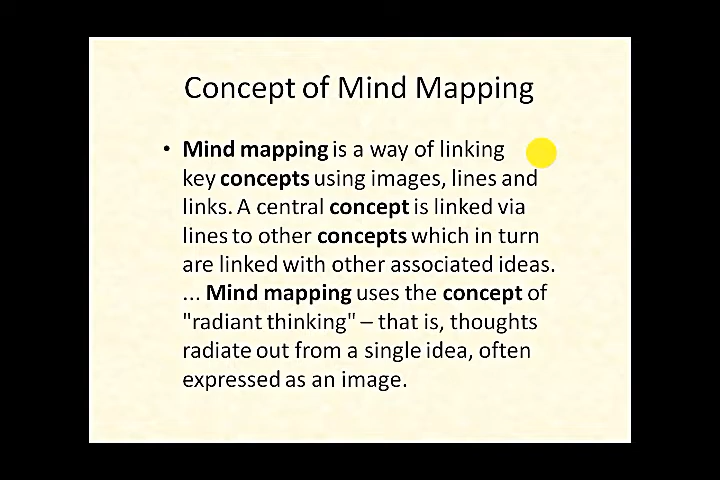 Concept of Mind Mapping
• Mind mapping is a way of linking
key concepts using images, lines and
links. A central concept is linked via
lines to other concepts which in turn
are linked with other associated ideas.
... Mind mapping uses the concept of
"radiant thinking" – that is, thoughts
radiate out from a single idea, often
expressed as an image.